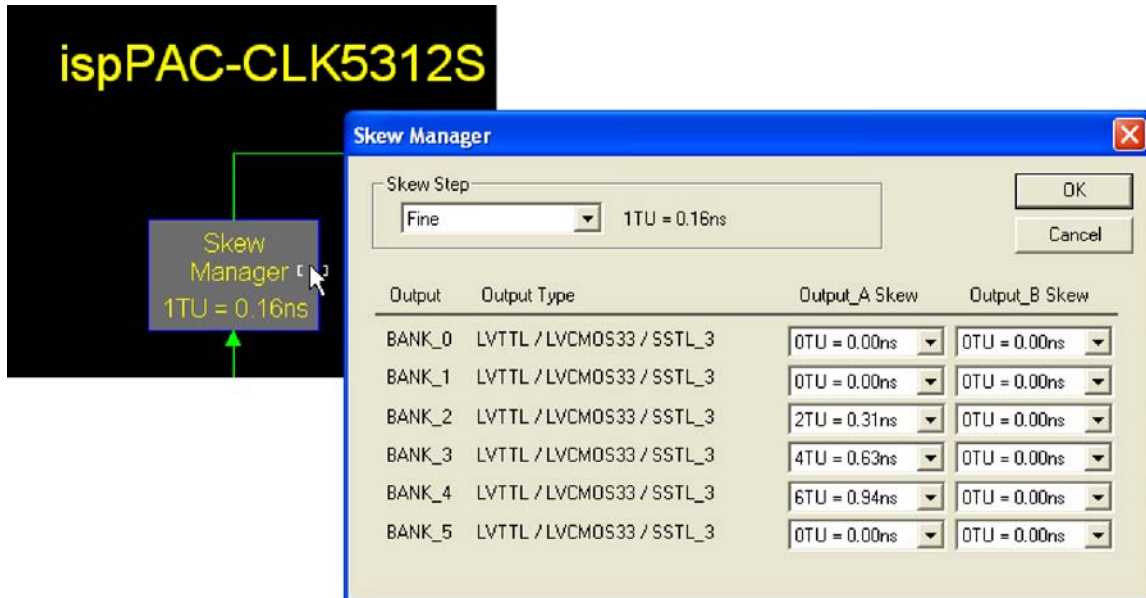 ispPAC-CLK5312S
Skew
Manager
1TU = 0.16ns
Skew Manager
Skew Step
Fine 1TU = 0.16ns
OK
Cancel
Output Output Type Output_A Skew Output_B Skew
BANK_0 LVTTL / LVCMOS33 / SSTL_3 0TU = 0.00ns 0TU = 0.00ns
BANK_1 LVTTL / LVCMOS33 / SSTL_3 0TU = 0.00ns 0TU = 0.00ns
BANK_2 LVTTL / LVCMOS33 / SSTL_3 2TU = 0.31ns 0TU = 0.00ns
BANK_3 LVTTL / LVCMOS33 / SSTL_3 4TU = 0.63ns 0TU = 0.00ns
BANK_4 LVTTL / LVCMOS33 / SSTL_3 6TU = 0.94ns 0TU = 0.00ns
BANK_5 LVTTL / LVCMOS33 / SSTL_3 0TU = 0.00ns 0TU = 0.00ns